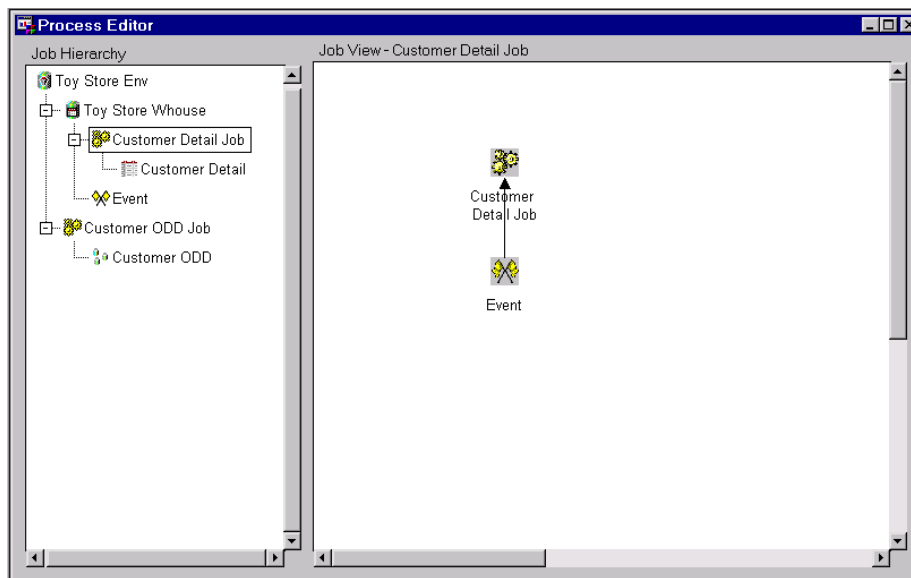 Process Editor
Job Hierarchy
Toy Store Env
Toy Store Whouse
Customer Detail Job
Customer Detail
Event
Customer ODD Job
Customer ODD
Job View - Customer Detail Job
Customer
Detail Job
Event